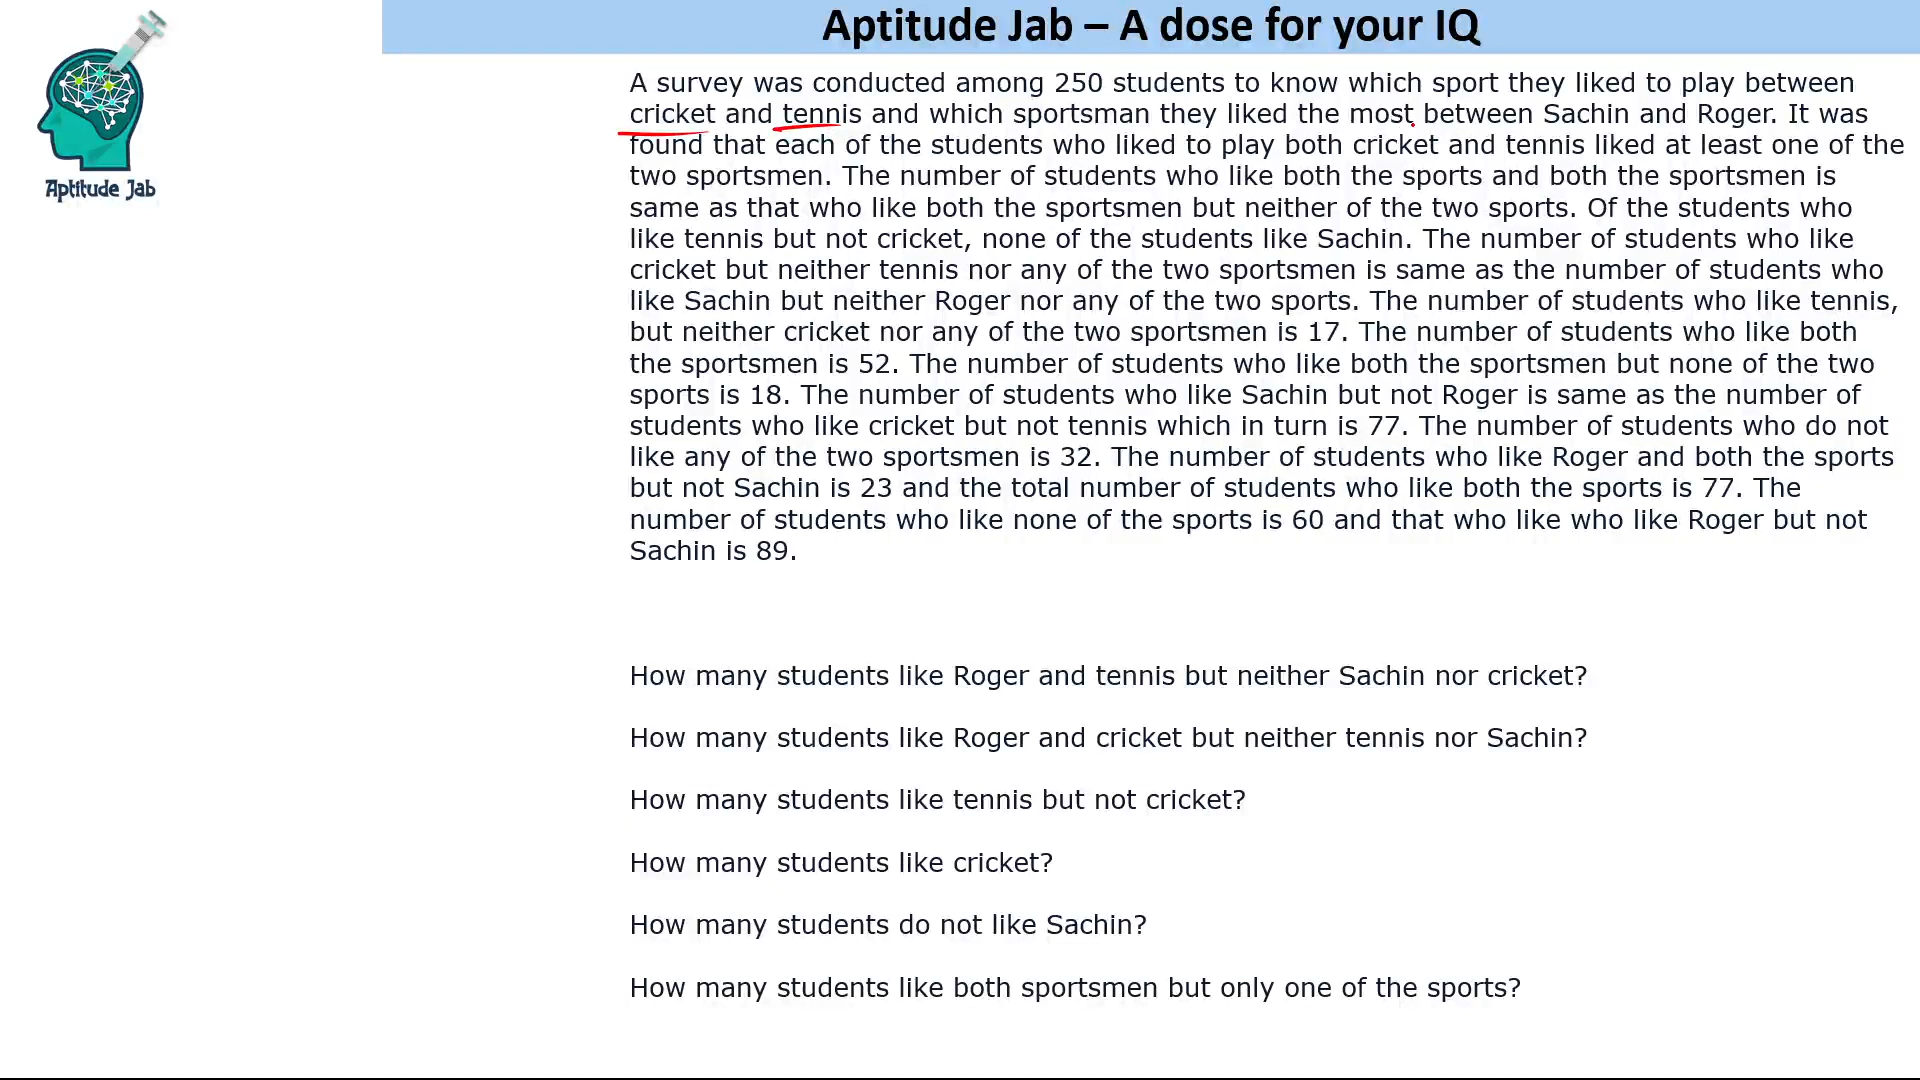 Aptitude Jab – A dose for your IQ
Aptitude Jab
A survey was conducted among 250 students to know which sport they liked to play between
cricket and tennis and which sportsman they liked the most between Sachin and Roger. It was
found that each of the students who liked to play both cricket and tennis liked at least one of the
two sportsmen. The number of students who like both the sports and both the sportsmen is
same as that who like both the sportsmen but neither of the two sports. Of the students who
like tennis but not cricket, none of the students like Sachin. The number of students who like
cricket but neither tennis nor any of the two sportsmen is same as the number of students who
like Sachin but neither Roger nor any of the two sports. The number of students who like tennis,
but neither cricket nor any of the two sportsmen is 17. The number of students who like both
the sportsmen is 52. The number of students who like both the sportsmen but none of the two
sports is 18. The number of students who like Sachin but not Roger is same as the number of
students who like cricket but not tennis which in turn is 77. The number of students who do not
like any of the two sportsmen is 32. The number of students who like Roger and both the sports
but not Sachin is 23 and the total number of students who like both the sports is 77. The
number of students who like none of the sports is 60 and that who like who like Roger but not
Sachin is 89.
How many students like Roger and tennis but neither Sachin nor cricket?
How many students like Roger and cricket but neither tennis nor Sachin?
How many students like tennis but not cricket?
How many students like cricket?
How many students do not like Sachin?
How many students like both sportsmen but only one of the sports?